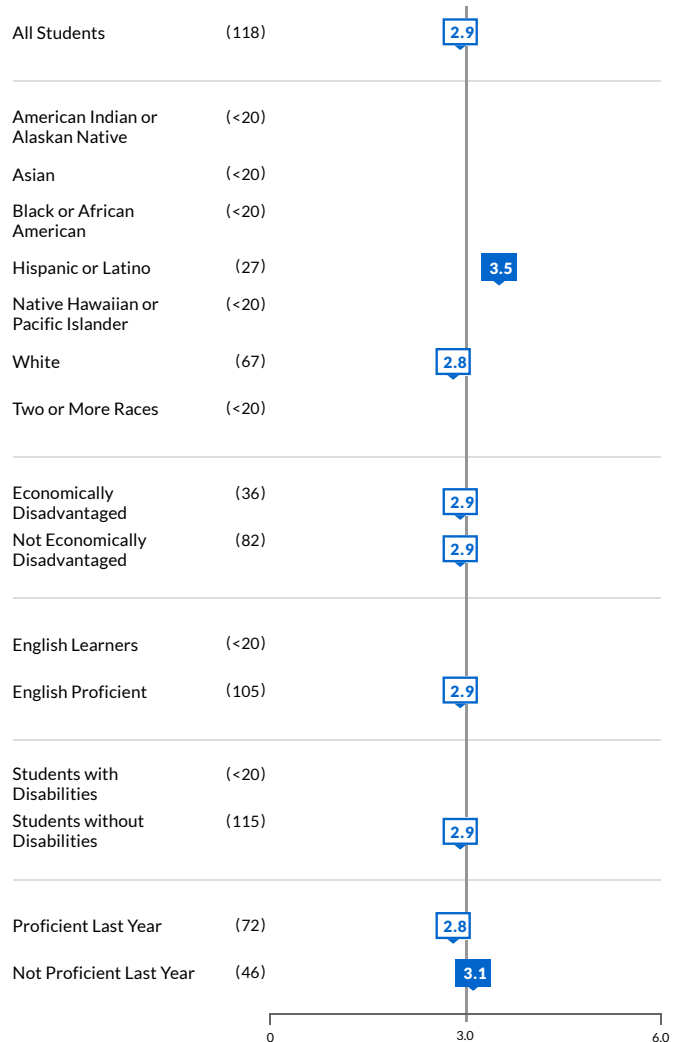 All Students (118) 2.9
American Indian or
Alaskan Native (<20)
Asian (<20)
Black or African
American (<20)
Hispanic or Latino (27) 3.5
Native Hawaiian or
Pacific Islander (<20)
White (67) 2.8
Two or More Races (<20)
Economically
Disadvantaged (36) 2.9
Not Economically
Disadvantaged (82) 2.9
English Learners (<20)
English Proficient (105) 2.9
Students with
Disabilities (<20)
Students without
Disabilities (115) 2.9
Proficient Last Year (72) 2.8
Not Proficient Last Year (46) 3.1
0 3.0 6.0